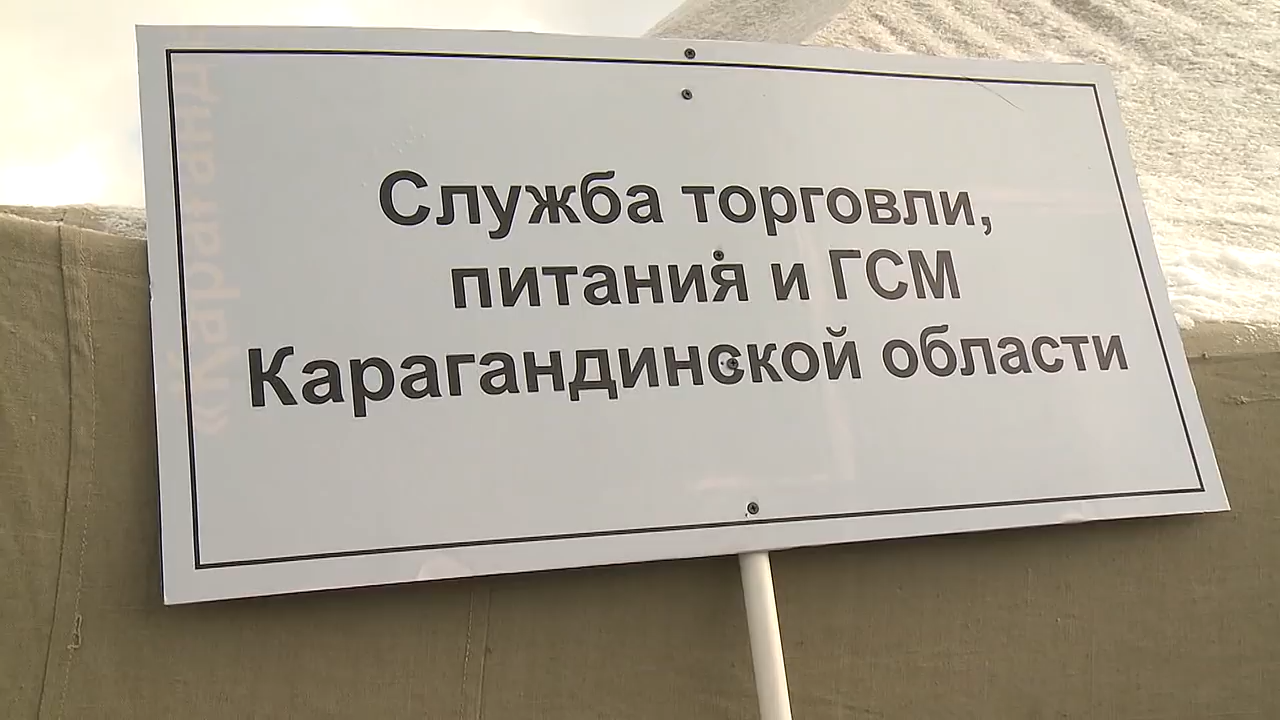 Служба торговли,
питания и ГСМ
Карагандинской области